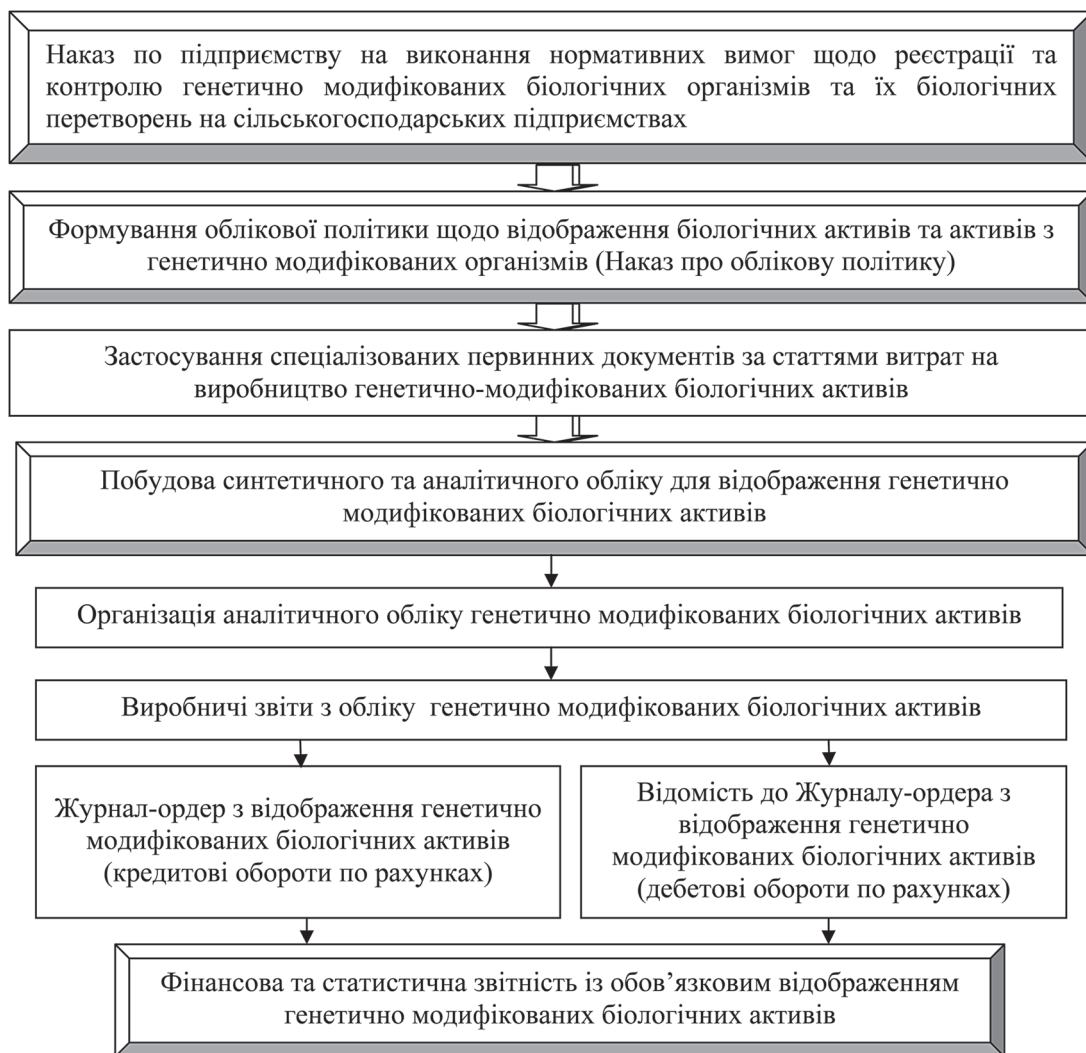 Наказ по підприємству на виконання нормативних вимог щодо реєстрації та
контролю генетично модифікованих біологічних організмів та їх біологічних
перетворень на сільськогосподарських підприємствах
Формування облікової політики щодо відображення біологічних активів та активів з
генетично модифікованих організмів (Наказ про облікову політику)
Застосування спеціалізованих первинних документів за статтями витрат на
виробництво генетично-модифікованих біологічних активів
Побудова синтетичного та аналітичного обліку для відображення генетично
модифікованих біологічних активів
Організація аналітичного обліку генетично модифікованих біологічних активів
Виробничі звіти з обліку генетично модифікованих біологічних активів
Журнал-ордер з відображення генетично
модифікованих біологічних активів
(кредитові обороти по рахунках)
Відомість до Журналу-ордера з
відображення генетично
модифікованих біологічних активів
(дебетові обороти по рахунках)
Фінансова та статистична звітність із обов’язковим відображенням
генетично модифікованих біологічних активів